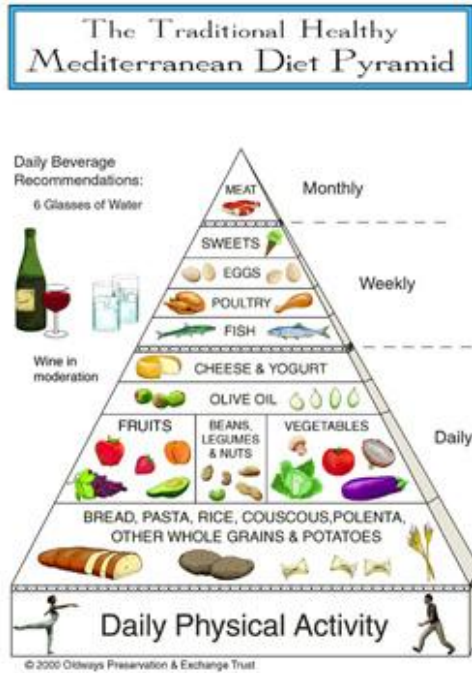 The Traditional Healthy
Mediterranean Diet Pyramid
Daily Beverage
Recommendations:
6 Glasses of Water
Wine in
moderation
MEAT
Monthly
SWEETS
EGGS
POULTRY
FISH
Weekly
CHEESE & YOGURT
OLIVE OIL
FRUITS
BEANS,
LEGUMES
& NUTS
VEGETABLES
Daily
BREAD, PASTA, RICE, COUSCOUS,POLENTA,
OTHER WHOLE GRAINS & POTATOES
Daily Physical Activity
© 2000 Oldways Preservation & Exchange Trust